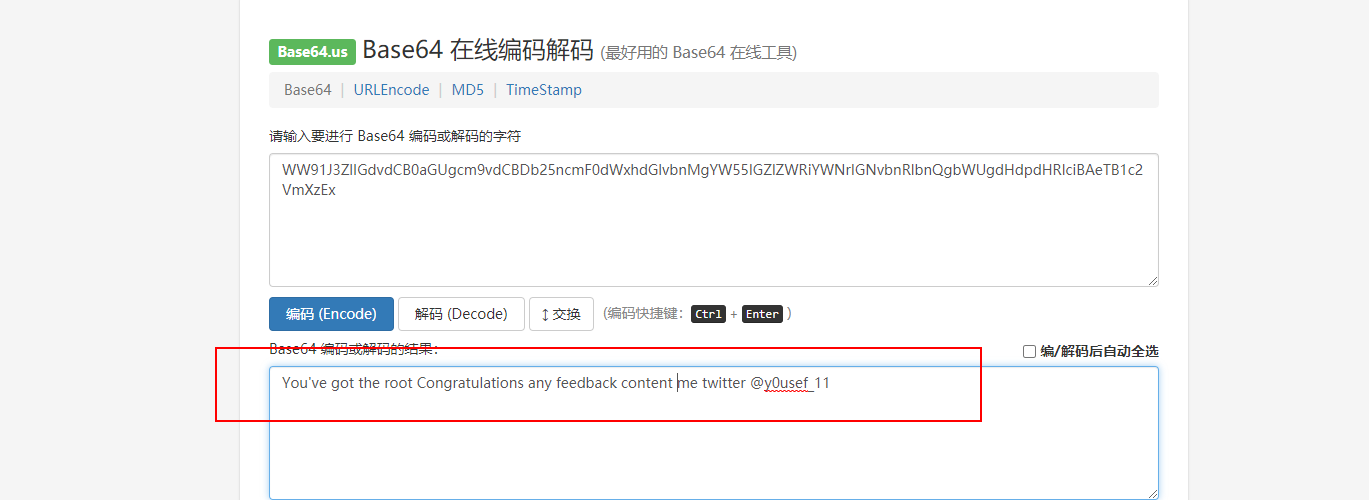 Base64.us Base64 在线编码解码 (最好用的 Base64 在线工具)
Base64 | URLEncode | MD5 | TimeStamp
请输入要进行 Base64 编码或解码的字符
WW91J3ZlIGdvdCB0aGUgcm9vdCBDb25ncmF0dWxhdGlvbnMgYW55IGZlZWRiYWNrIGNvbnRlbnQgbWUgdHdpdHRlciBAeTB1c2
VmXzEx
编码 (Encode) 解码 (Decode) ↕ 交换 (编码快捷键: Ctrl + Enter )
Base64 编码或解码的结果: 编/解码后自动全选
You've got the root Congratulations any feedback content me twitter @y0usef_11